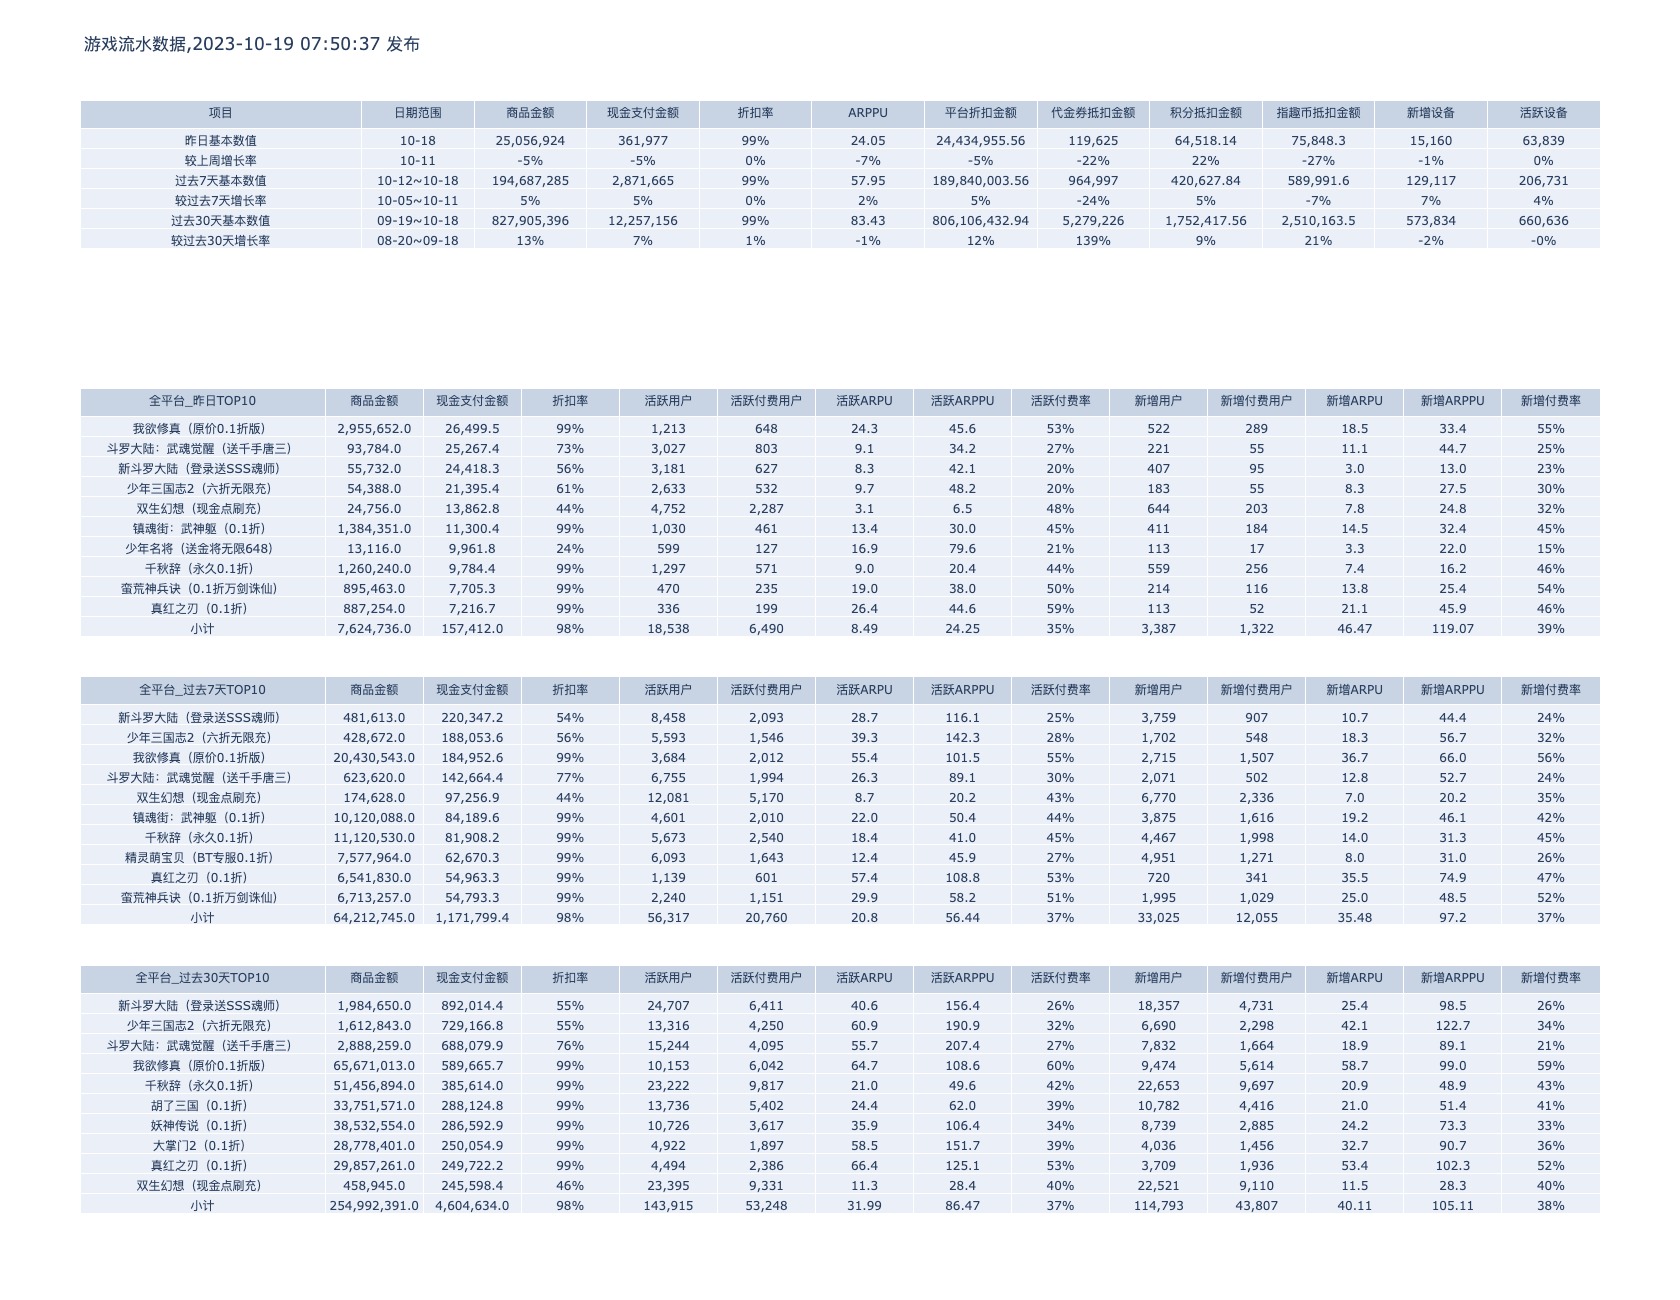 游戏流水数据,2023-10-19 07:50:37 发布
项目 日期范围 商品金额 现金支付金额 折扣率 ARPPU 平台折扣金额 代金券抵扣金额 积分抵扣金额 指趣币抵扣金额 新增设备 活跃设备
昨日基本数值 10-18 25,056,924 361,977 99% 24.05 24,434,955.56 119,625 64,518.14 75,848.3 15,160 63,839
较上周增长率 10-11 -5% -5% 0% -7% -5% -22% 22% -27% -1% 0%
过去7天基本数值 10-12~10-18 194,687,285 2,871,665 99% 57.95 189,840,003.56 964,997 420,627.84 589,991.6 129,117 206,731
较过去7天增长率 10-05~10-11 5% 5% 0% 2% 5% -24% 5% -7% 7% 4%
过去30天基本数值 09-19~10-18 827,905,396 12,257,156 99% 83.43 806,106,432.94 5,279,226 1,752,417.56 2,510,163.5 573,834 660,636
较过去30天增长率 08-20~09-18 13% 7% 1% -1% 12% 139% 9% 21% -2% -0%
全平台_昨日TOP10 商品金额 现金支付金额 折扣率 活跃用户 活跃付费用户 活跃ARPU 活跃ARPPU 活跃付费率 新增用户 新增付费用户 新增ARPU 新增ARPPU 新增付费率
我欲修真（原价0.1折版） 2,955,652.0 26,499.5 99% 1,213 648 24.3 45.6 53% 522 289 18.5 33.4 55%
斗罗大陆：武魂觉醒（送千手唐三） 93,784.0 25,267.4 73% 3,027 803 9.1 34.2 27% 221 55 11.1 44.7 25%
新斗罗大陆（登录送SSS魂师） 55,732.0 24,418.3 56% 3,181 627 8.3 42.1 20% 407 95 3.0 13.0 23%
少年三国志2（六折无限充） 54,388.0 21,395.4 61% 2,633 532 9.7 48.2 20% 183 55 8.3 27.5 30%
双生幻想（现金点刷充） 24,756.0 13,862.8 44% 4,752 2,287 3.1 6.5 48% 644 203 7.8 24.8 32%
镇魂街：武神躯（0.1折） 1,384,351.0 11,300.4 99% 1,030 461 13.4 30.0 45% 411 184 14.5 32.4 45%
少年名将（送金将无限648） 13,116.0 9,961.8 24% 599 127 16.9 79.6 21% 113 17 3.3 22.0 15%
千秋辞（永久0.1折） 1,260,240.0 9,784.4 99% 1,297 571 9.0 20.4 44% 559 256 7.4 16.2 46%
蛮荒神兵诀（0.1折万剑诛仙） 895,463.0 7,705.3 99% 470 235 19.0 38.0 50% 214 116 13.8 25.4 54%
真红之刃（0.1折） 887,254.0 7,216.7 99% 336 199 26.4 44.6 59% 113 52 21.1 45.9 46%
小计 7,624,736.0 157,412.0 98% 18,538 6,490 8.49 24.25 35% 3,387 1,322 46.47 119.07 39%
全平台_过去7天TOP10 商品金额 现金支付金额 折扣率 活跃用户 活跃付费用户 活跃ARPU 活跃ARPPU 活跃付费率 新增用户 新增付费用户 新增ARPU 新增ARPPU 新增付费率
新斗罗大陆（登录送SSS魂师） 481,613.0 220,347.2 54% 8,458 2,093 28.7 116.1 25% 3,759 907 10.7 44.4 24%
少年三国志2（六折无限充） 428,672.0 188,053.6 56% 5,593 1,546 39.3 142.3 28% 1,702 548 18.3 56.7 32%
我欲修真（原价0.1折版） 20,430,543.0 184,952.6 99% 3,684 2,012 55.4 101.5 55% 2,715 1,507 36.7 66.0 56%
斗罗大陆：武魂觉醒（送千手唐三） 623,620.0 142,664.4 77% 6,755 1,994 26.3 89.1 30% 2,071 502 12.8 52.7 24%
双生幻想（现金点刷充） 174,628.0 97,256.9 44% 12,081 5,170 8.7 20.2 43% 6,770 2,336 7.0 20.2 35%
镇魂街：武神躯（0.1折） 10,120,088.0 84,189.6 99% 4,601 2,010 22.0 50.4 44% 3,875 1,616 19.2 46.1 42%
千秋辞（永久0.1折） 11,120,530.0 81,908.2 99% 5,673 2,540 18.4 41.0 45% 4,467 1,998 14.0 31.3 45%
精灵萌宝贝（BT专服0.1折） 7,577,964.0 62,670.3 99% 6,093 1,643 12.4 45.9 27% 4,951 1,271 8.0 31.0 26%
真红之刃（0.1折） 6,541,830.0 54,963.3 99% 1,139 601 57.4 108.8 53% 720 341 35.5 74.9 47%
蛮荒神兵诀（0.1折万剑诛仙） 6,713,257.0 54,793.3 99% 2,240 1,151 29.9 58.2 51% 1,995 1,029 25.0 48.5 52%
小计 64,212,745.0 1,171,799.4 98% 56,317 20,760 20.8 56.44 37% 33,025 12,055 35.48 97.2 37%
全平台_过去30天TOP10 商品金额 现金支付金额 折扣率 活跃用户 活跃付费用户 活跃ARPU 活跃ARPPU 活跃付费率 新增用户 新增付费用户 新增ARPU 新增ARPPU 新增付费率
新斗罗大陆（登录送SSS魂师） 1,984,650.0 892,014.4 55% 24,707 6,411 40.6 156.4 26% 18,357 4,731 25.4 98.5 26%
少年三国志2（六折无限充） 1,612,843.0 729,166.8 55% 13,316 4,250 60.9 190.9 32% 6,690 2,298 42.1 122.7 34%
斗罗大陆：武魂觉醒（送千手唐三） 2,888,259.0 688,079.9 76% 15,244 4,095 55.7 207.4 27% 7,832 1,664 18.9 89.1 21%
我欲修真（原价0.1折版） 65,671,013.0 589,665.7 99% 10,153 6,042 64.7 108.6 60% 9,474 5,614 58.7 99.0 59%
千秋辞（永久0.1折） 51,456,894.0 385,614.0 99% 23,222 9,817 21.0 49.6 42% 22,653 9,697 20.9 48.9 43%
胡了三国（0.1折） 33,751,571.0 288,124.8 99% 13,736 5,402 24.4 62.0 39% 10,782 4,416 21.0 51.4 41%
妖神传说（0.1折） 38,532,554.0 286,592.9 99% 10,726 3,617 35.9 106.4 34% 8,739 2,885 24.2 73.3 33%
大掌门2（0.1折） 28,778,401.0 250,054.9 99% 4,922 1,897 58.5 151.7 39% 4,036 1,456 32.7 90.7 36%
真红之刃（0.1折） 29,857,261.0 249,722.2 99% 4,494 2,386 66.4 125.1 53% 3,709 1,936 53.4 102.3 52%
双生幻想（现金点刷充） 458,945.0 245,598.4 46% 23,395 9,331 11.3 28.4 40% 22,521 9,110 11.5 28.3 40%
小计 254,992,391.0 4,604,634.0 98% 143,915 53,248 31.99 86.47 37% 114,793 43,807 40.11 105.11 38%